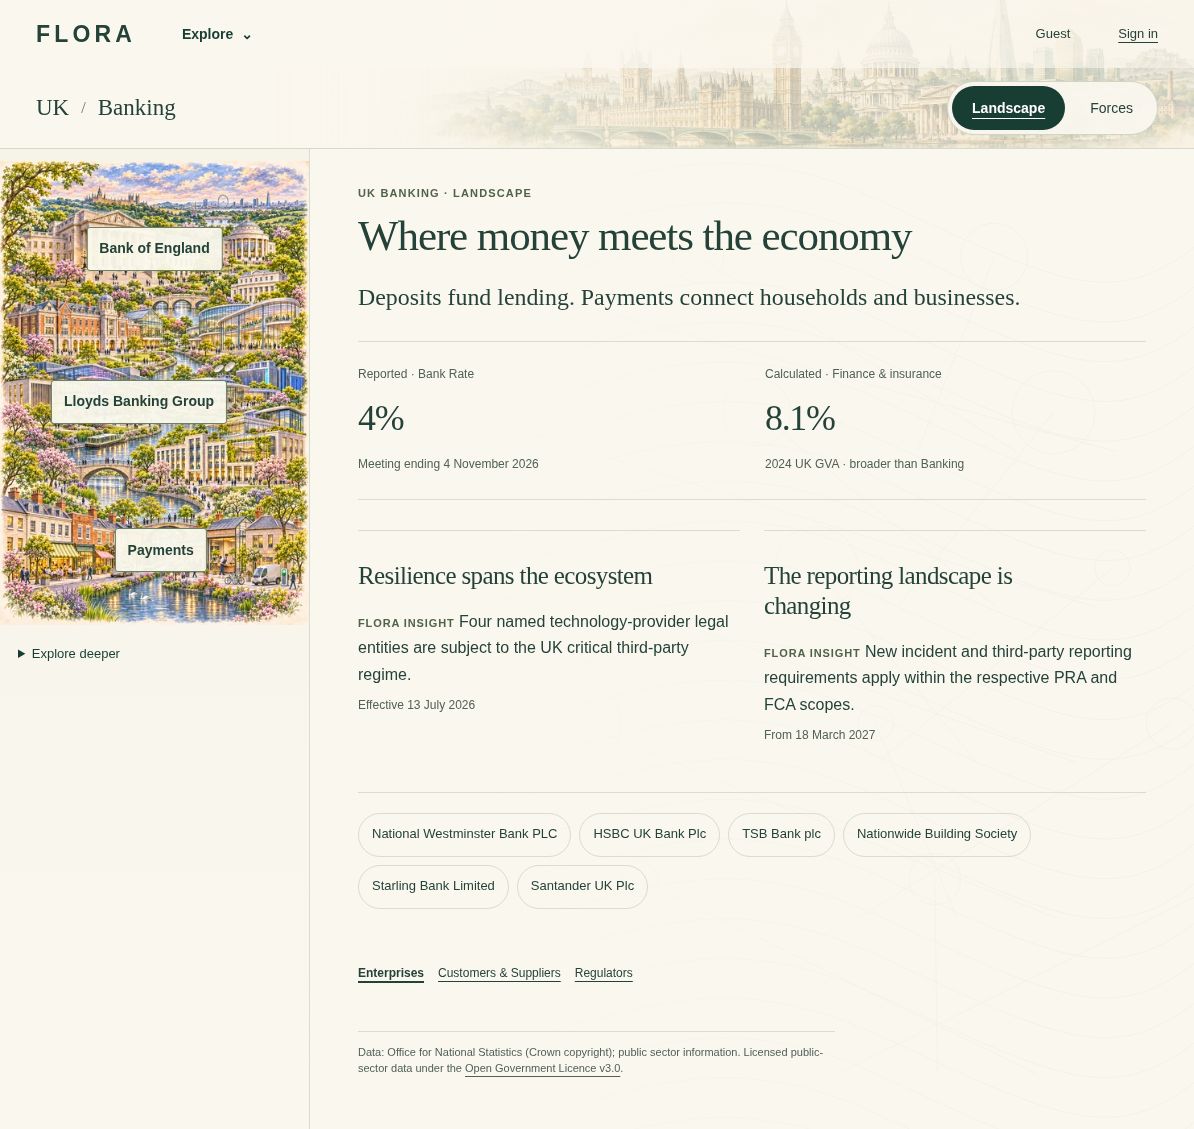 FLORA
Explore
Guest
Sign in
UK / Banking
Landscape
Forces
Bank of England
Lloyds Banking Group
Payments
▶ Explore deeper
UK BANKING · LANDSCAPE
Where money meets the economy
Deposits fund lending. Payments connect households and businesses.
Reported · Bank Rate
4%
Meeting ending 4 November 2026
Calculated · Finance & insurance
8.1%
2024 UK GVA · broader than Banking
Resilience spans the ecosystem
FLORA INSIGHT Four named technology-provider legal
entities are subject to the UK critical third-party
regime.
Effective 13 July 2026
The reporting landscape is
changing
FLORA INSIGHT New incident and third-party reporting
requirements apply within the respective PRA and
FCA scopes.
From 18 March 2027
National Westminster Bank PLC
HSBC UK Bank Plc
TSB Bank plc
Nationwide Building Society
Starling Bank Limited
Santander UK Plc
Enterprises
Customers & Suppliers
Regulators
Data: Office for National Statistics (Crown copyright); public sector information. Licensed public-
sector data under the Open Government Licence v3.0.